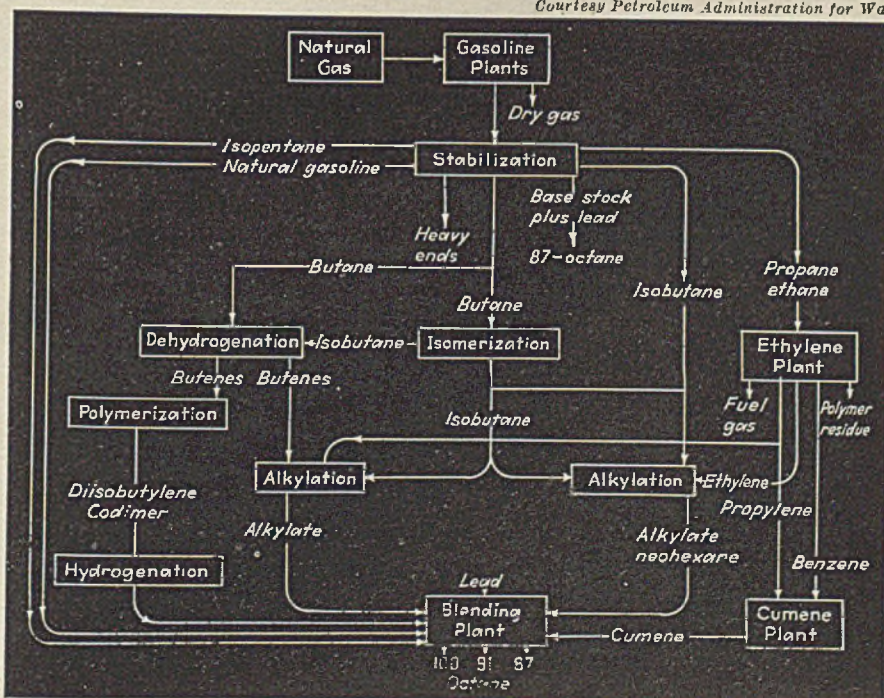 Courtesy Petroleum Administration for Wa
Natural
Gas
Gasoline
Plants
Dry gas
Isopentane
Natural gasoline
Stabilization
Heavy
ends
Base stock
plus lead
87-octane
Butane
Butane
Isobutane
Propane
ethane
Dehydrogenation
Isobutane
Isomerization
Ethylene
Plant
Butenes Butenes
Fuel
gas
Polymer
residue
Polymerization
Isobutane
Alkylation
Alkylation
Ethylene
Diisobutylene
Codimer
Propylene
Alkylate
Alkylate
neohexare
Benzene
Hydrogenation
Lead
Blending
Plant
Cumene
Cumene
Plant
100 91 87
Octane